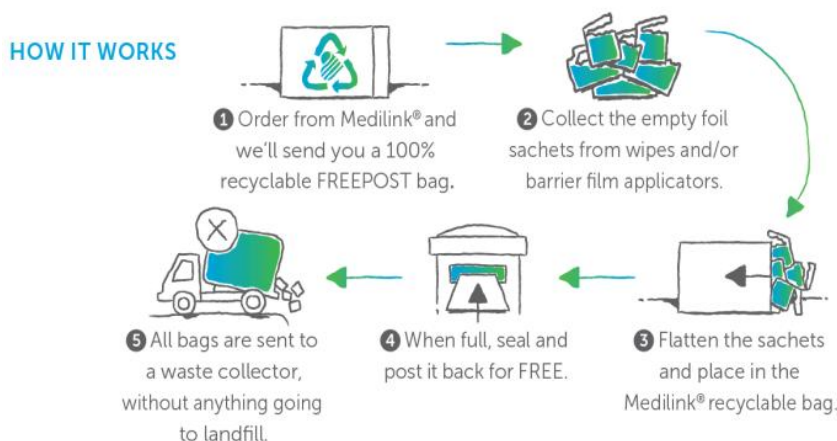 HOW IT WORKS
1 Order from Medilink® and
we'll send you a 100%
recyclable FREEPOST bag.
2 Collect the empty foil
sachets from wipes and/or
barrier film applicators.
3 Flatten the sachets
and place in the
Medilink® recyclable bag.
4 When full, seal and
post it back for FREE.
5 All bags are sent to
a waste collector,
without anything going
to landfill.